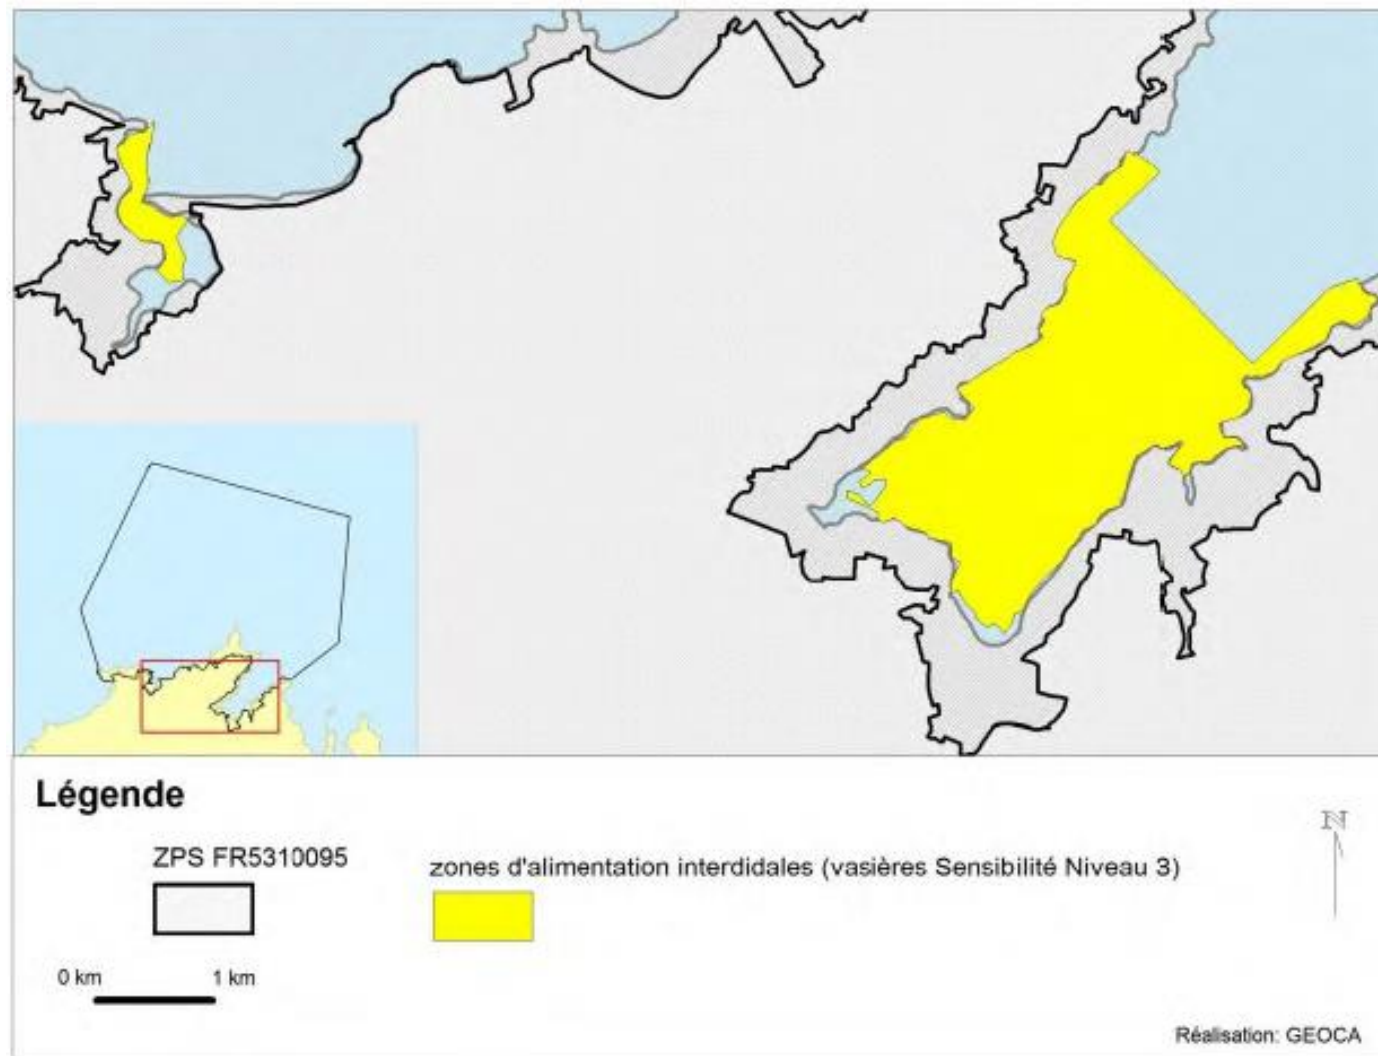 Légende
N
ZPS FR5310095
zones d'alimentation interdidales (vasières Sensibilité Niveau 3)
0 km 1 km
Réalisation: GEOCA